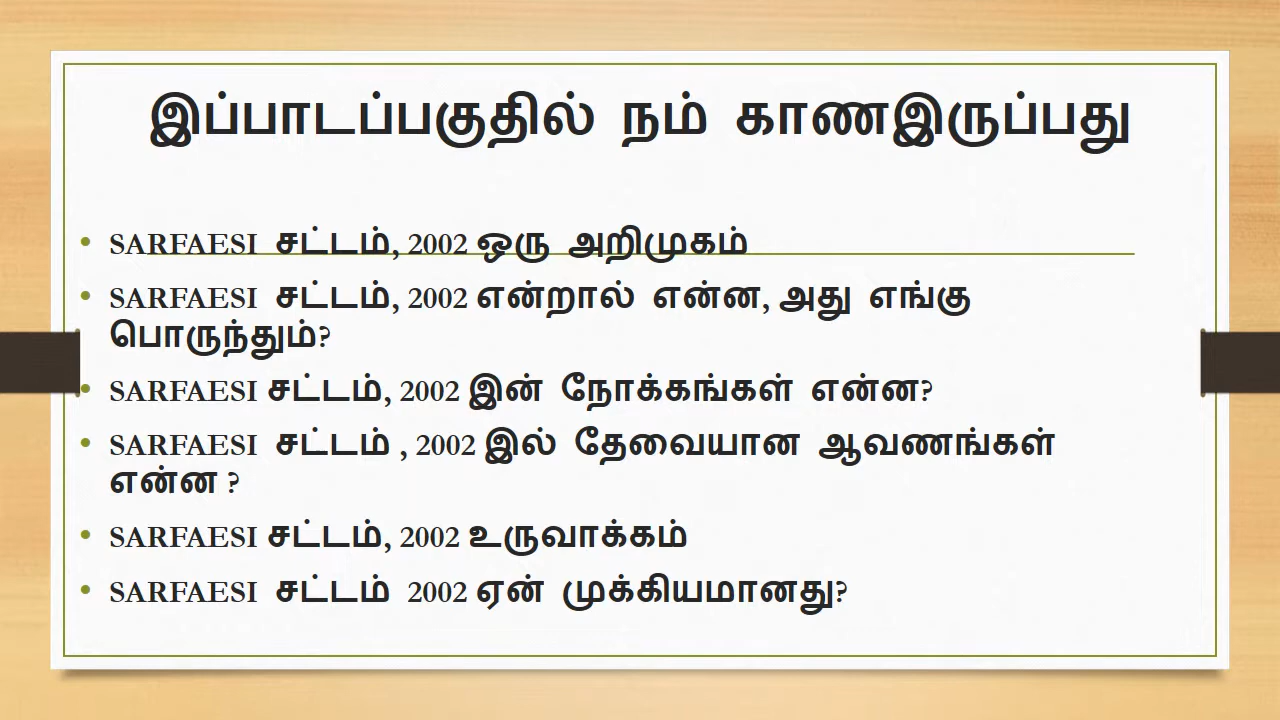 இப்பாடப்பகுதில் நம் காணஇருப்பது
• SARFAESI சட்டம், 2002 ஒரு அறிமுகம்
• SARFAESI சட்டம், 2002 என்றால் என்ன, அது எங்கு
பொருந்தும்?
• SARFAESI சட்டம், 2002 இன் நோக்கங்கள் என்ன?
• SARFAESI சட்டம் , 2002 இல் தேவையான ஆவணங்கள்
என்ன ?
• SARFAESI சட்டம், 2002 உருவாக்கம்
• SARFAESI சட்டம் 2002 ஏன் முக்கியமானது?